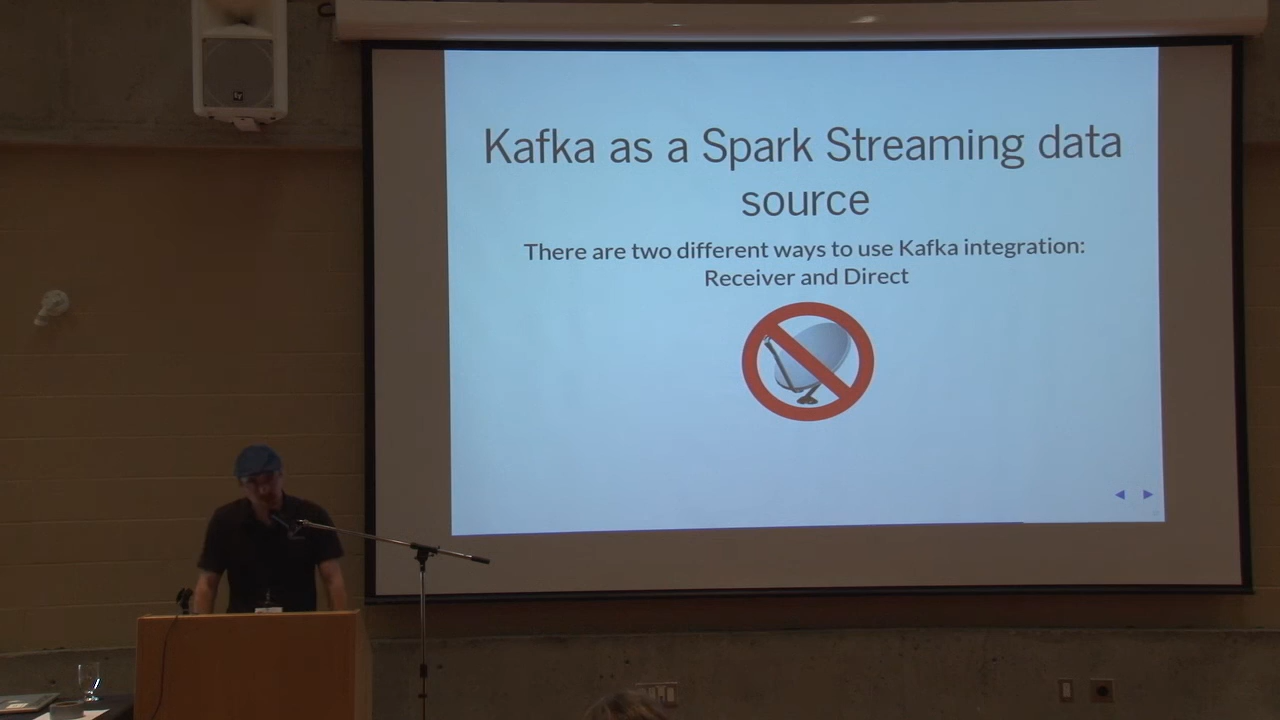 Kafka as a Spark Streaming data
source
There are two different ways to use Kafka integration:
Receiver and Direct